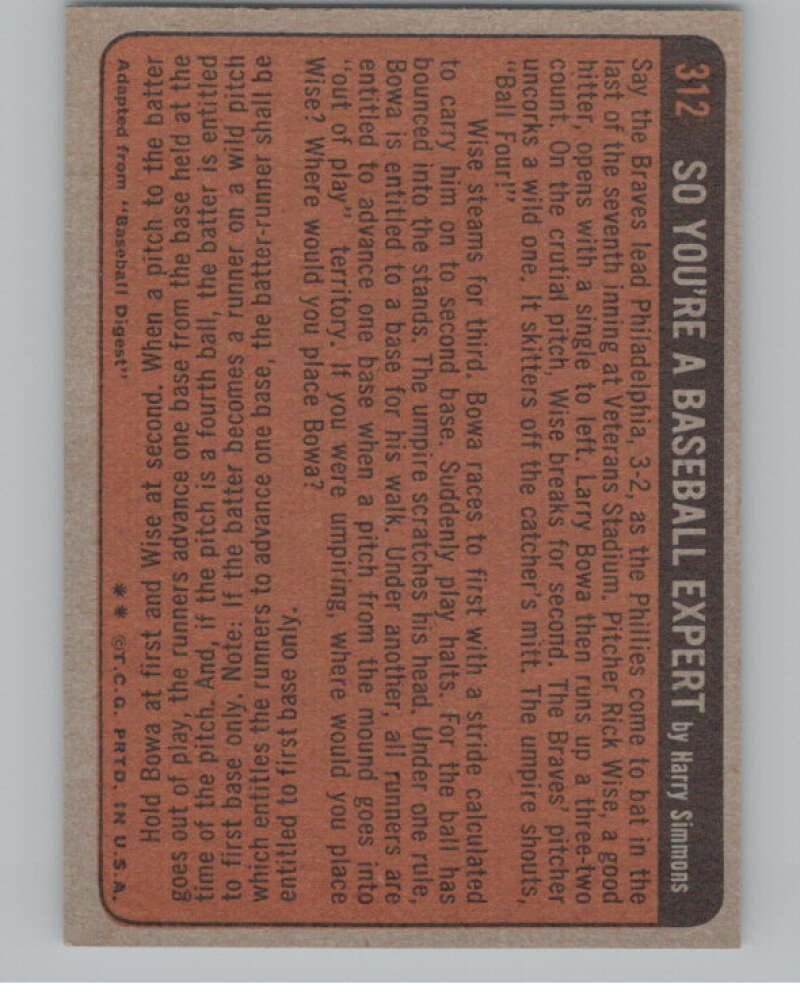 312 SO YOU'RE A BASEBALL EXPERT by Harry Simmons
Say the Braves lead Philadelphia, 3-2, as the Phillies come to bat in the
last of the seventh inning at Veterans Stadium. Pitcher Rick Wise, a good
hitter, opens with a single to left. Larry Bowa then runs up a three-two
count. On the crutial pitch, Wise breaks for second. The Braves' pitcher
uncorks a wild one. It skitters off the catcher's mitt. The umpire shouts,
"Ball Four!"
Wise steams for third. Bowa races to first with a stride calculated
to carry him on to second base. Suddenly play halts. For the ball has
bounced into the stands. The umpire scratches his head. Under one rule,
Bowa is entitled to a base for his walk. Under another, all runners are
entitled to advance one base when a pitch from the mound goes into
"out of play" territory. If you were umpiring, where would you place
Wise? Where would you place Bowa?
Hold Bowa at first and Wise at second. When a pitch to the batter
goes out of play, the runners advance one base from the base held at the
time of the pitch. And, if the pitch is a fourth ball, the batter is entitled
to first base only. Note: If the batter becomes a runner on a wild pitch
which entitles the runners to advance one base, the batter-runner shall be
entitled to first base only.
Adapted from "Baseball Digest" ** ©T.C.G. PRTD. IN U.S.A.